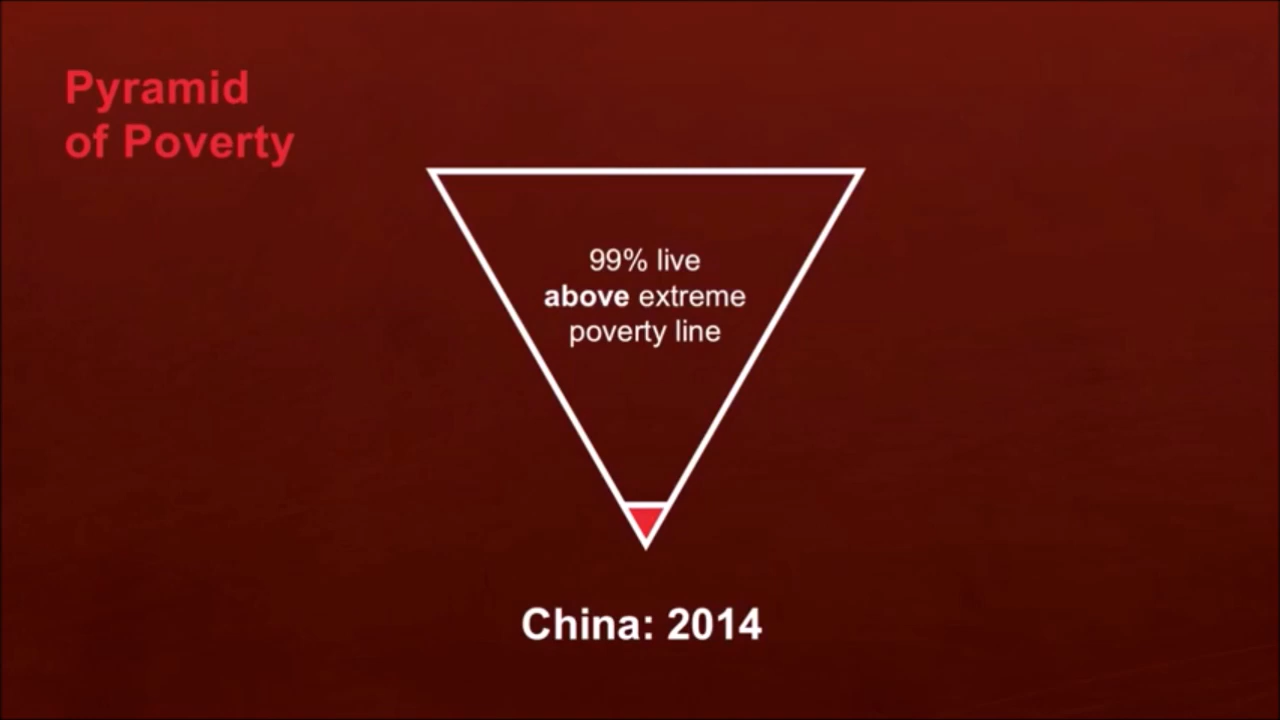 Pyramid
of Poverty
99% live
above extreme
poverty line
China: 2014